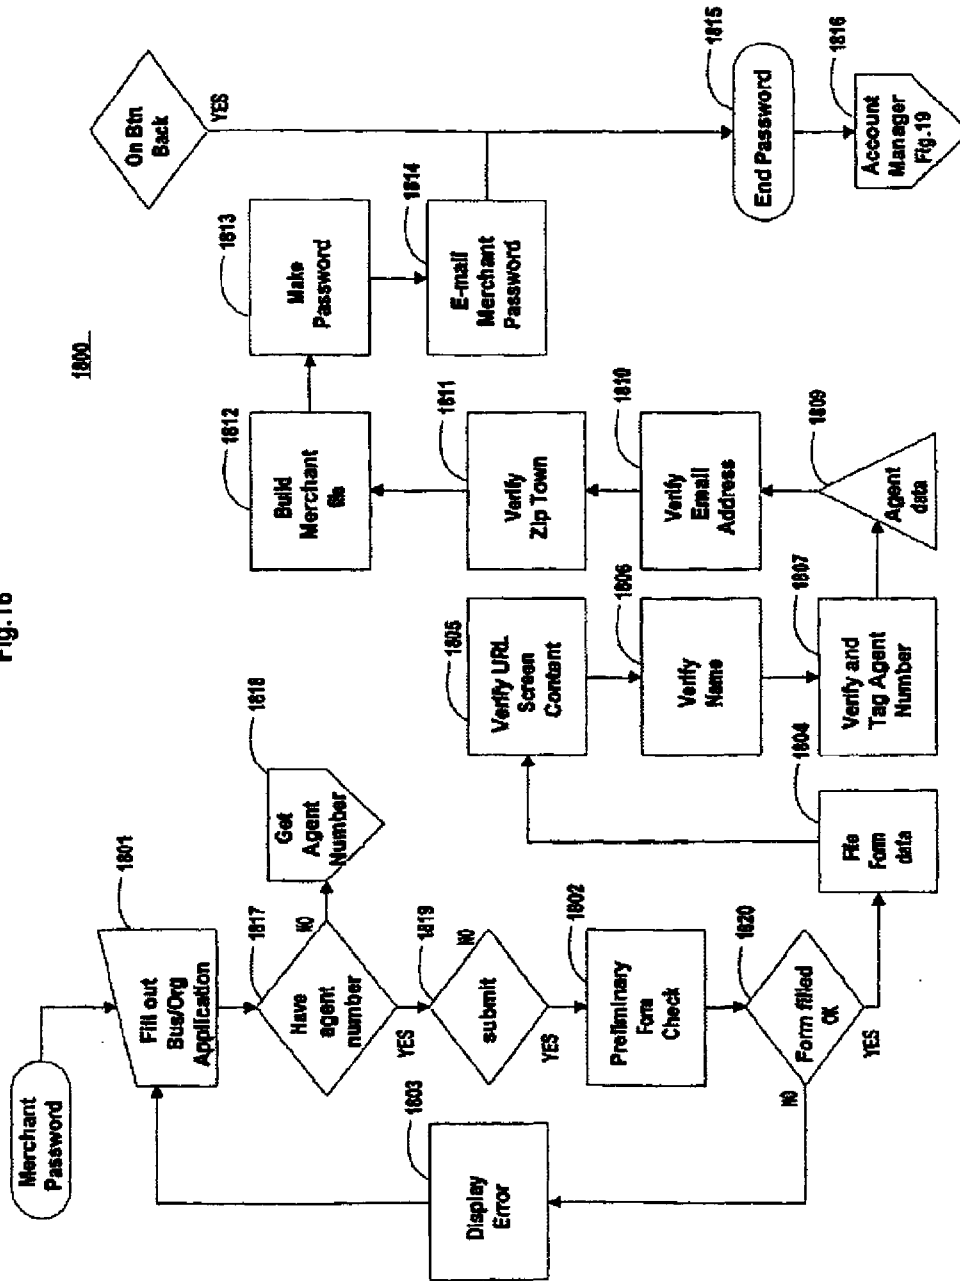 Fig.18
1800
Merchant
Password
1801
Fill out
Bus/Org
Application
1817
Have
agent
number
NO
YES
1818
Get
Agent
Number
1819
submit
NO
YES
1802
Preliminary
Form
Check
1820
Form filled
OK
NO
YES
1803
Display
Error
1804
File
Form
data
1805
Verify URL
Screen
Content
1806
Verify
Name
1807
Verify and
Tag Agent
Number
1809
Agent
data
1810
Verify
Email
Address
1811
Verify
Zip Town
1812
Build
Merchant
file
1813
Make
Password
1814
E-mail
Merchant
Password
On Btn
Back
YES
1815
End Password
1816
Account
Manager
Fig.19